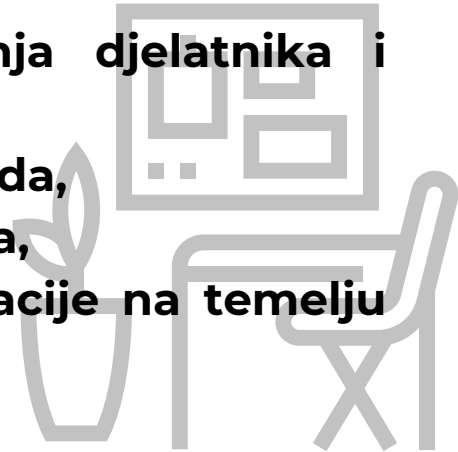 nja djelatnika i
da,
a,
acije na temelju